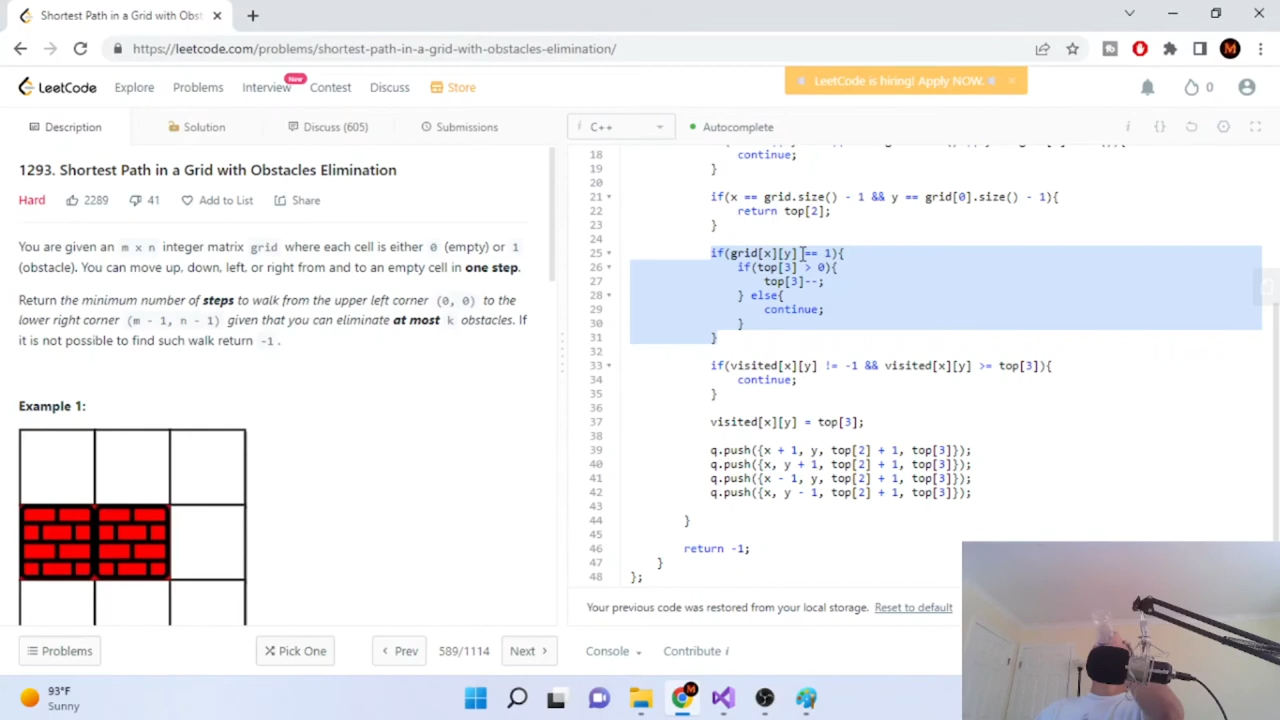 Shortest Path in a Grid with Obst
https://leetcode.com/problems/shortest-path-in-a-grid-with-obstacles-elimination/
LeetCode
Explore
Problems
Interview
New
Contest
Discuss
Store
LeetCode is hiring! Apply NOW.
0
Description
Solution
Discuss (605)
Submissions
i C++
Autocomplete
1293. Shortest Path in a Grid with Obstacles Elimination
Hard
2289
41
Add to List
Share
You are given an m x n integer matrix grid where each cell is either 0 (empty) or 1
(obstacle). You can move up, down, left, or right from and to an empty cell in one step.
Return the minimum number of steps to walk from the upper left corner (0, 0) to the
lower right corner (m - 1, n - 1) given that you can eliminate at most k obstacles. If
it is not possible to find such walk return -1.
Example 1:
18 continue;
19 }
20
21 if(x == grid.size() - 1 && y == grid[0].size() - 1){
22 return top[2];
23 }
24
25 if(grid[x][y] == 1){
26 if(top[3] > 0){
27 top[3]--;
28 } else{
29 continue;
30 }
31 }
32
33 if(visited[x][y] != -1 && visited[x][y] >= top[3]){
34 continue;
35 }
36
37 visited[x][y] = top[3];
38
39 q.push({x + 1, y, top[2] + 1, top[3]});
40 q.push({x, y + 1, top[2] + 1, top[3]});
41 q.push({x - 1, y, top[2] + 1, top[3]});
42 q.push({x, y - 1, top[2] + 1, top[3]});
43
44 }
45
46 return -1;
47 }
48 };
Your previous code was restored from your local storage. Reset to default
Problems
Pick One
Prev
589/1114
Next
Console
Contribute i
93°F
Sunny